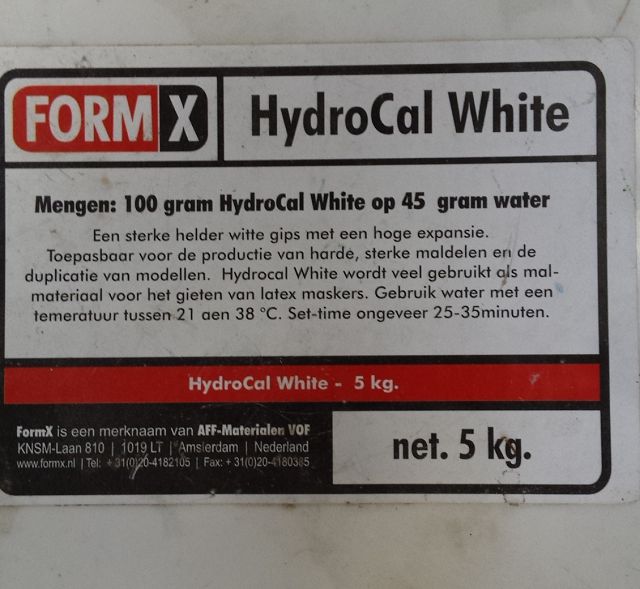 FORM X
HydroCal White
Mengen: 100 gram HydroCal White op 45 gram water
Een sterke helder witte gips met een hoge expansie.
Toepasbaar voor de productie van harde, sterke maldelen en de
duplicatie van modellen. Hydrocal White wordt veel gebruikt als mal-
materiaal voor het gieten van latex maskers. Gebruik water met een
temeratuur tussen 21 aen 38 °C. Set-time ongeveer 25-35minuten.
HydroCal White - 5 kg.
FormX is een merknaam van AFF-Materialen VOF
KNSM-Laan 810 | 1019 LT | Amsterdam | Nederland
www.formx.nl | Tel: +31(0)20-4182105 | Fax: +31(0)20-4180385
net. 5 kg.